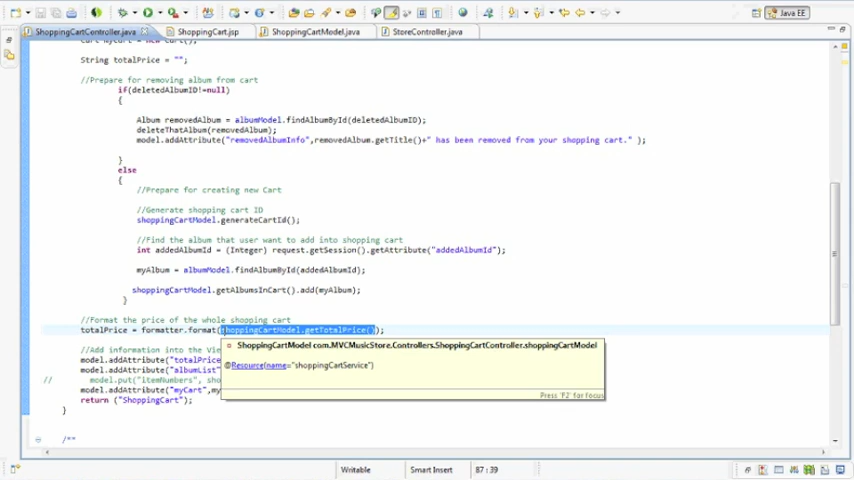 Java EE
ShoppingCartController.java
ShoppingCart.jsp
ShoppingCartModel.java
StoreController.java
Cart myCart = new Cart();
String totalPrice = "";
//Prepare for removing album from cart
if(deletedAlbumID!=null)
{
Album removedAlbum = albumModel.findAlbumById(deletedAlbumID);
deleteThatAlbum(removedAlbum);
model.addAttribute("removedAlbumInfo",removedAlbum.getTitle()+" has been removed from your shopping cart." );
}
else
{
//Prepare for creating new Cart
//Generate shopping cart ID
shoppingCartModel.generateCartId();
//Find the album that user want to add into shopping cart
int addedAlbumId = (Integer) request.getSession().getAttribute("addedAlbumId");
myAlbum = albumModel.findAlbumById(addedAlbumId);
shoppingCartModel.getAlbumsInCart().add(myAlbum);
}
//Format the price of the whole shopping cart
totalPrice = formatter.format(shoppingCartModel.getTotalPrice());
ShoppingCartModel com.MVCMusicStore.Controllers.ShoppingCartController.shoppingCartModel
//Add information into the Vie
model.addAttribute("totalPrice
@Resource(name="shoppingCartService")
model.addAttribute("albumList"
// model.put("itemNumbers", sho
model.addAttribute("myCart",my
Press 'F2' for focus
return ("ShoppingCart");
}
/**
Writable
Smart Insert
87 : 39